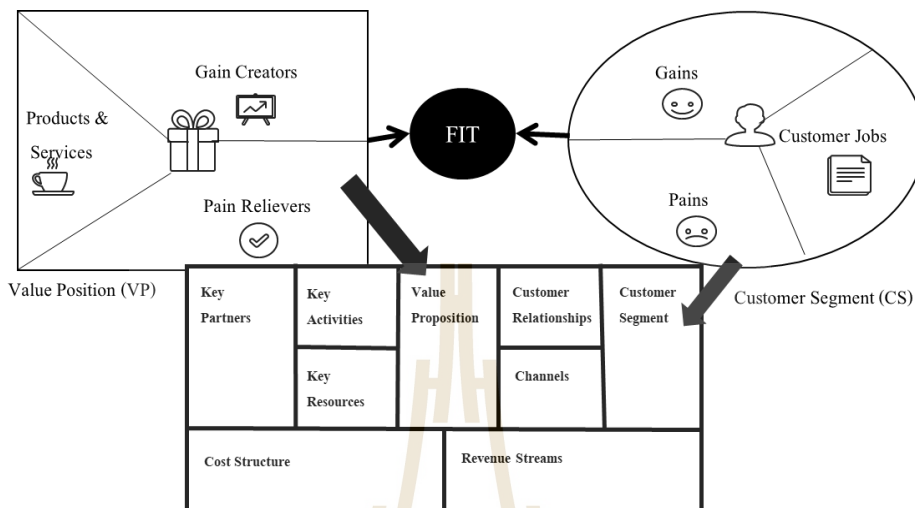 Gain Creators
Products &
Services
Pain Relievers
Value Position (VP)
FIT
Gains
Customer Jobs
Pains
Customer Segment (CS)
Key
Partners
Key
Activities
Key
Resources
Value
Proposition
Customer
Relationships
Channels
Customer
Segment
Cost Structure
Revenue Streams